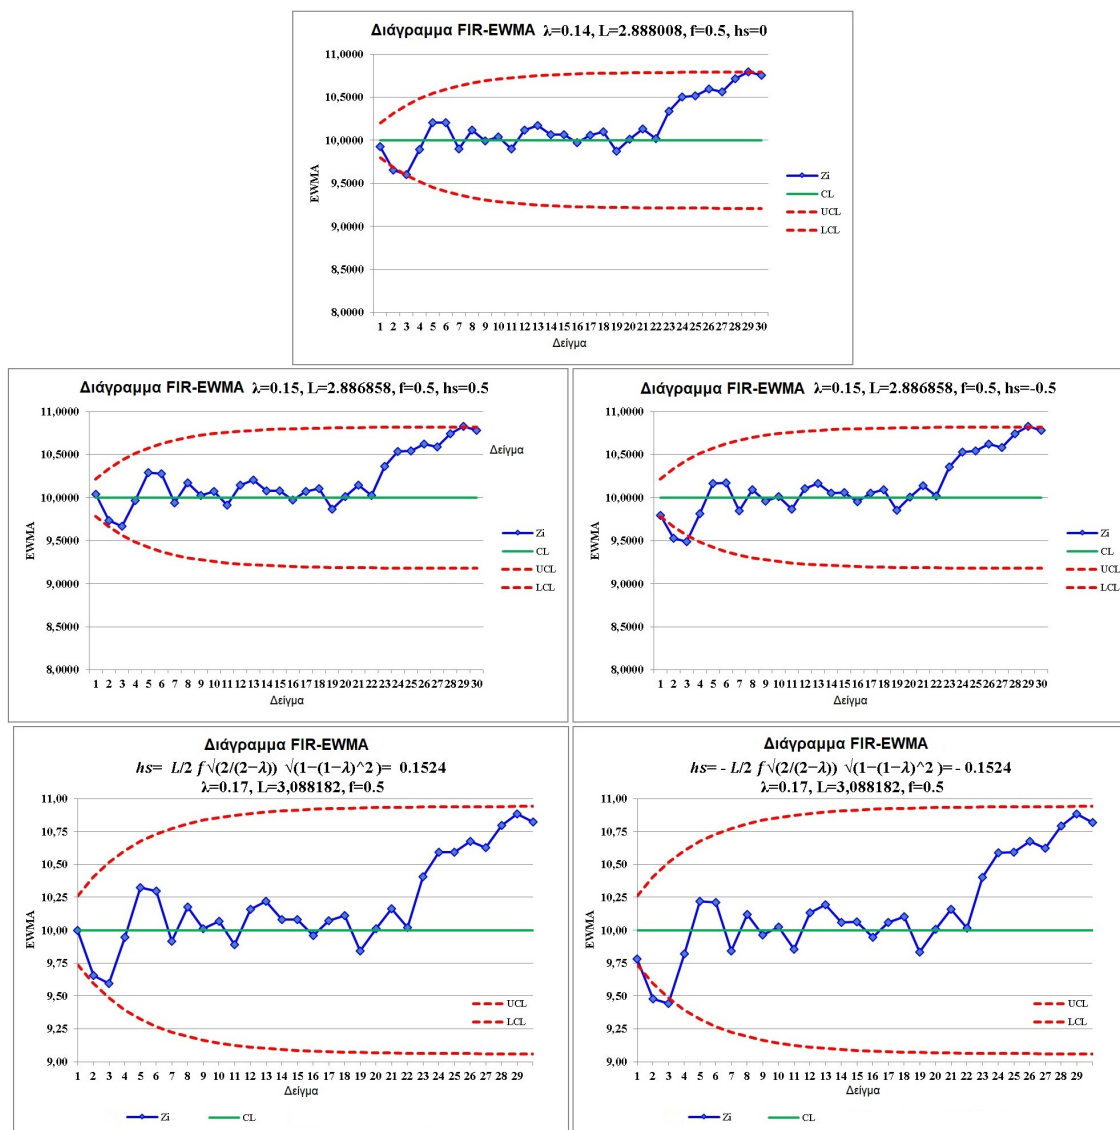 Διάγραμμα FIR-EWMA λ=0.14, L=2.888008, f=0.5, hs=0
11,0000
10,5000
10,0000
9,5000
9,0000
8,5000
8,0000
EWMA
1 2 3 4 5 6 7 8 9 10 11 12 13 14 15 16 17 18 19 20 21 22 23 24 25 26 27 28 29 30
Δείγμα
Zi
CL
UCL
LCL
Διάγραμμα FIR-EWMA λ=0.15, L=2.886858, f=0.5, hs=0.5
11,0000
10,5000
10,0000
9,5000
9,0000
8,5000
8,0000
EWMA
Δείγμα
1 2 3 4 5 6 7 8 9 10 11 12 13 14 15 16 17 18 19 20 21 22 23 24 25 26 27 28 29 30
Δείγμα
Zi
CL
UCL
LCL
Διάγραμμα FIR-EWMA λ=0.15, L=2.886858, f=0.5, hs=-0.5
11,0000
10,5000
10,0000
9,5000
9,0000
8,5000
8,0000
EWMA
1 2 3 4 5 6 7 8 9 10 11 12 13 14 15 16 17 18 19 20 21 22 23 24 25 26 27 28 29 30
Δείγμα
Zi
CL
UCL
LCL
Διάγραμμα FIR-EWMA
hs= L/2 f√(2/(2−λ)) √(1−(1−λ)^2 )= 0.1524
λ=0.17, L=3,088182, f=0.5
11,00
10,75
10,50
10,25
10,00
9,75
9,50
9,25
9,00
EWMA
1 2 3 4 5 6 7 8 9 10 11 12 13 14 15 16 17 18 19 20 21 22 23 24 25 26 27 28 29
Δείγμα
UCL
LCL
Zi
CL
Διάγραμμα FIR-EWMA
hs= - L/2 f√(2/(2−λ)) √(1−(1−λ)^2 )= - 0.1524
λ=0.17, L=3,088182, f=0.5
11,00
10,75
10,50
10,25
10,00
9,75
9,50
9,25
9,00
EWMA
1 2 3 4 5 6 7 8 9 10 11 12 13 14 15 16 17 18 19 20 21 22 23 24 25 26 27 28 29
Δείγμα
UCL
LCL
Zi
CL